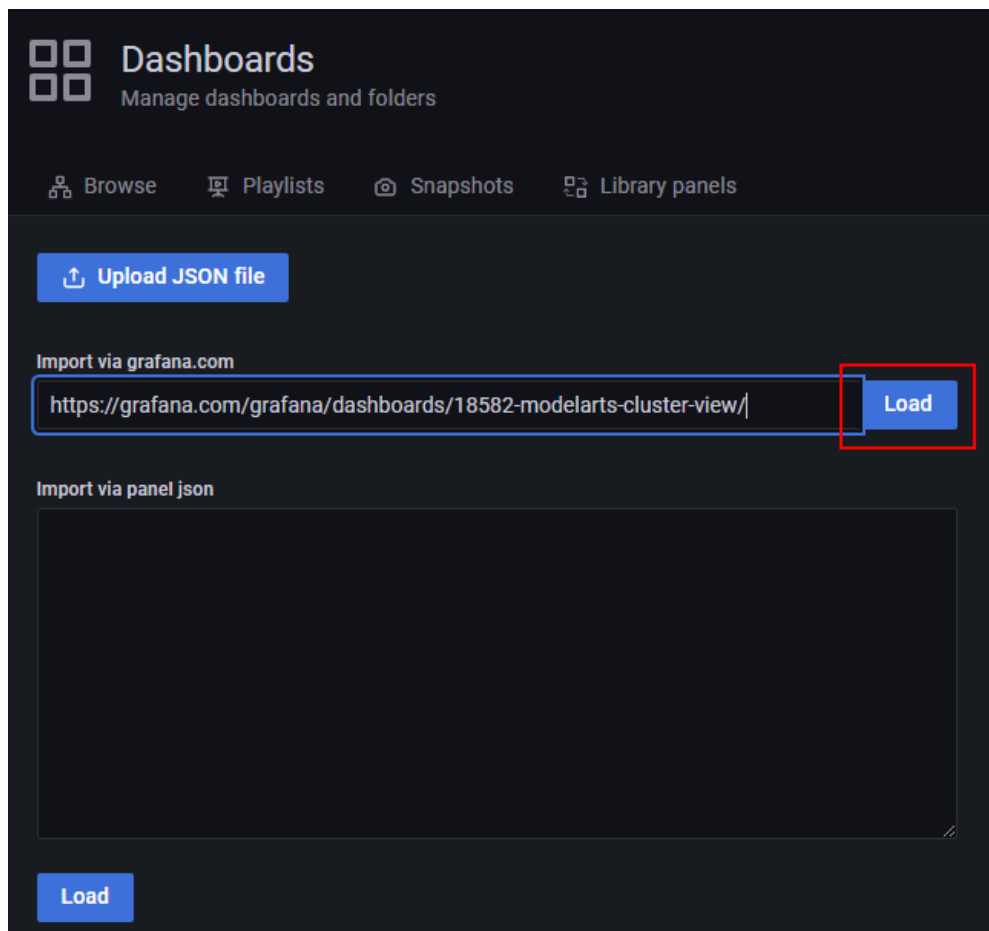 Dashboards
Manage dashboards and folders
Browse Playlists Snapshots Library panels
Upload JSON file
Import via grafana.com
https://grafana.com/grafana/dashboards/18582-modelarts-cluster-view/ Load
Import via panel json
Load